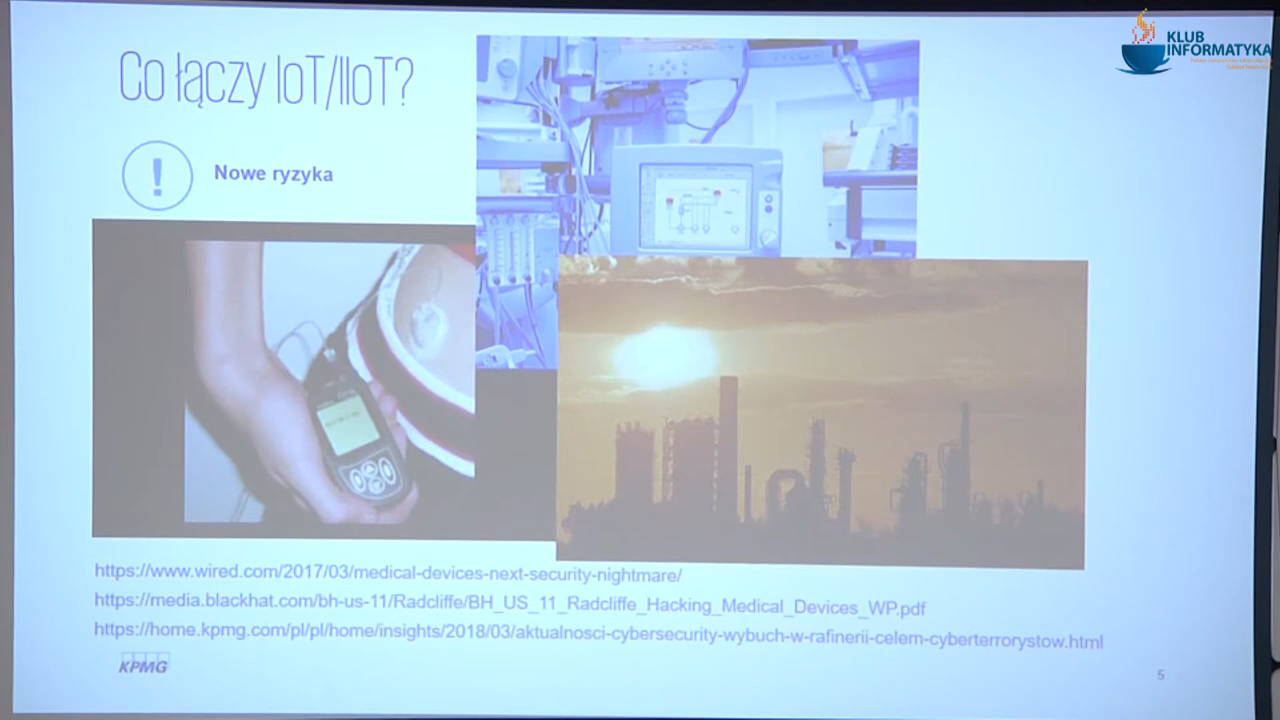 Co łączy IoT/IIoT?
KLUB
INFORMATYKA
!
Nowe ryzyka
https://www.wired.com/2017/03/medical-devices-next-security-nightmare/
https://media.blackhat.com/bh-us-11/Radcliffe/BH_US_11_Radcliffe_Hacking_Medical_Devices_WP.pdf
https://home.kpmg.com/pl/pl/home/insights/2018/03/aktualnosci-cybersecurity-wybuch-w-rafinerii-celem-cyberterrorystow.html
KPMG
5